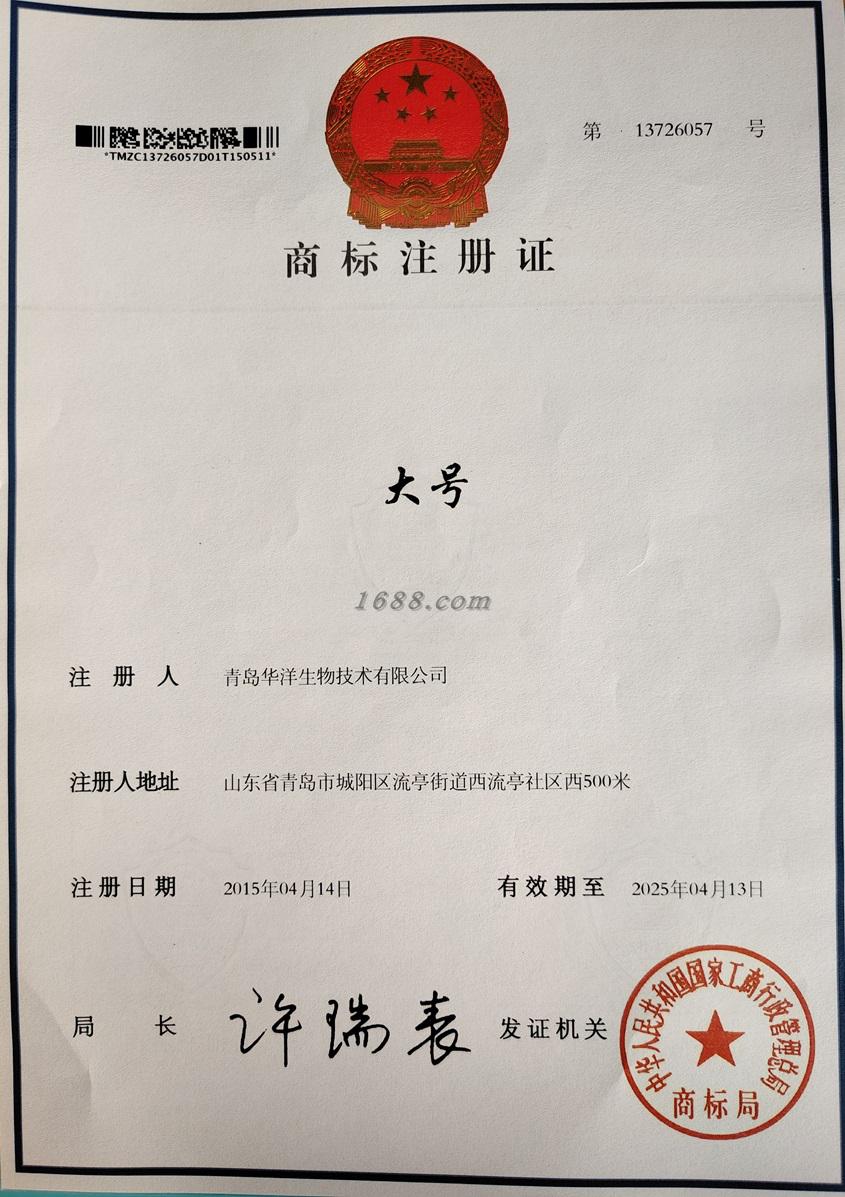 第 13726057 号
*TMZC13726057D01T150511*
商标注册证
大号
1688.com
注册人 青岛华洋生物技术有限公司
注册人地址 山东省青岛市城阳区流亭街道西流亭社区西500米
注册日期 2015年04月14日 有效期至 2025年04月13日
局长 许瑞表 发证机关
中华人民共和国国家工商行政管理总局
商标局